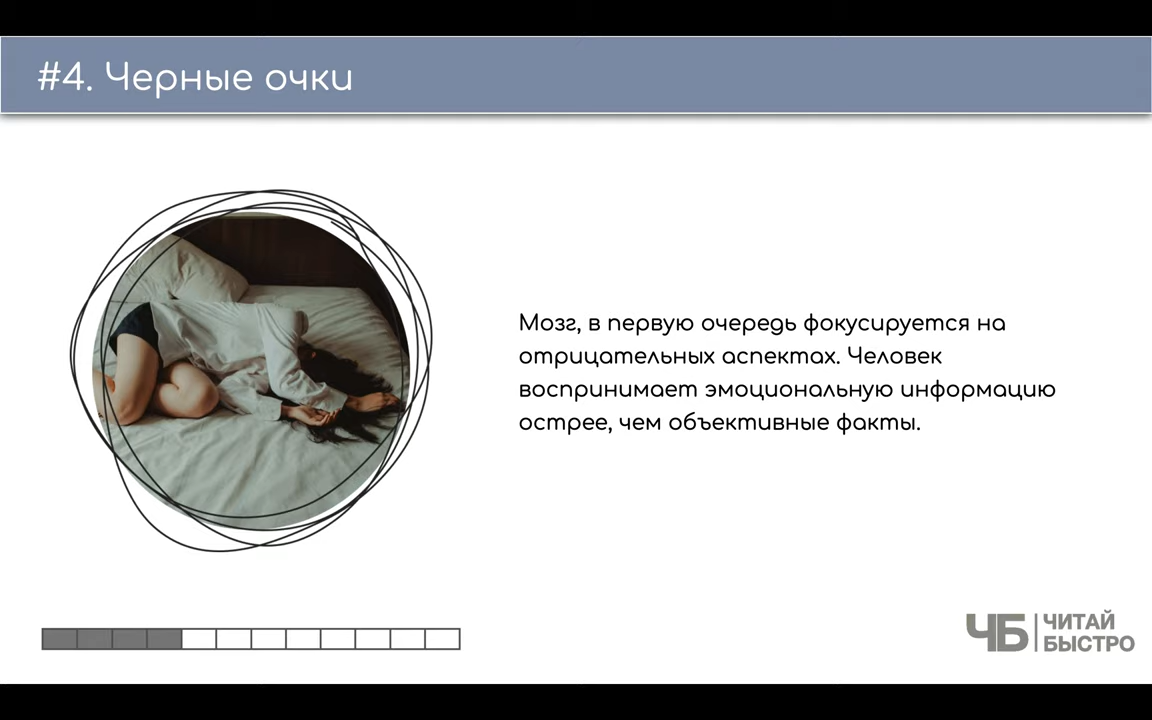 #4. Черные очки
Мозг, в первую очередь фокусируется на
отрицательных аспектах. Человек
воспринимает эмоциональную информацию
острее, чем объективные факты.
ЧБ
ЧИТАЙ
БЫСТРО